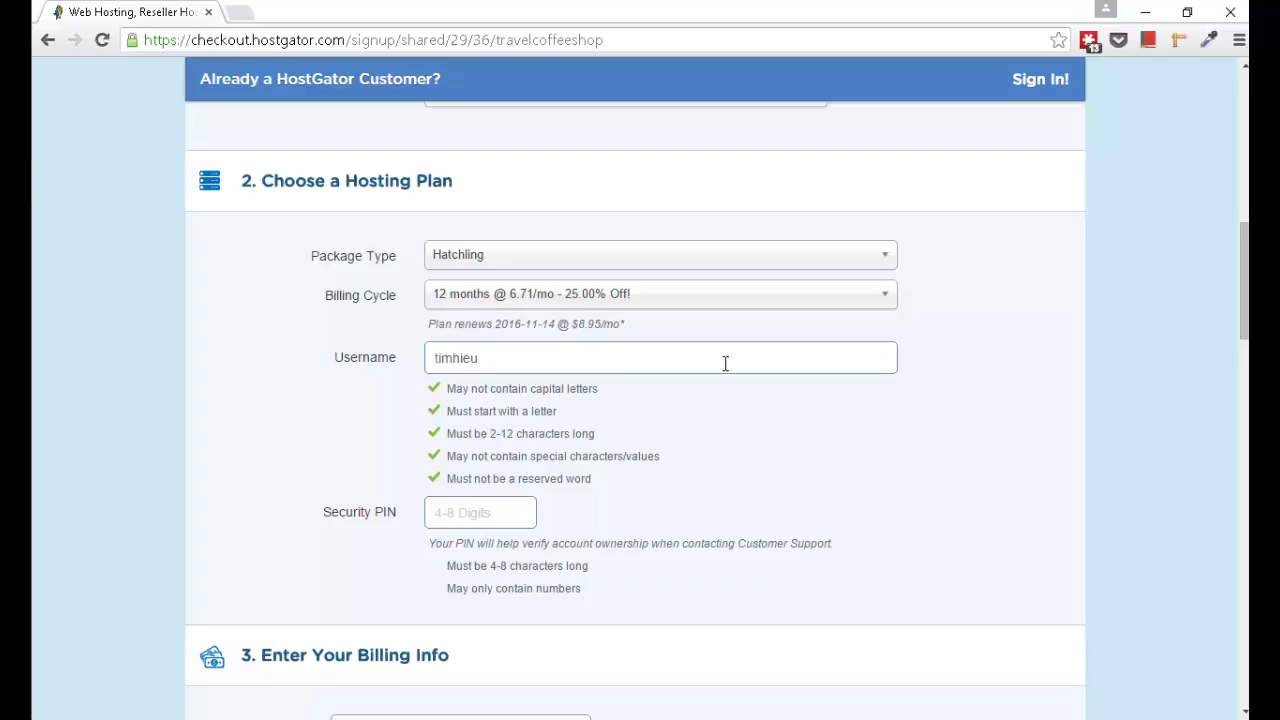 Web Hosting, Reseller Ho
https://checkout.hostgator.com/signup/shared/29/36/travelcoffeeshop
13
Already a HostGator Customer?
Sign In!
2. Choose a Hosting Plan
Package Type
Hatchling
Billing Cycle
12 months @ 6.71/mo - 25.00% Off!
Plan renews 2016-11-14 @ $8.95/mo*
Username
timhieu
May not contain capital letters
Must start with a letter
Must be 2-12 characters long
May not contain special characters/values
Must not be a reserved word
Security PIN
4-8 Digits
Your PIN will help verify account ownership when contacting Customer Support.
Must be 4-8 characters long
May only contain numbers
3. Enter Your Billing Info